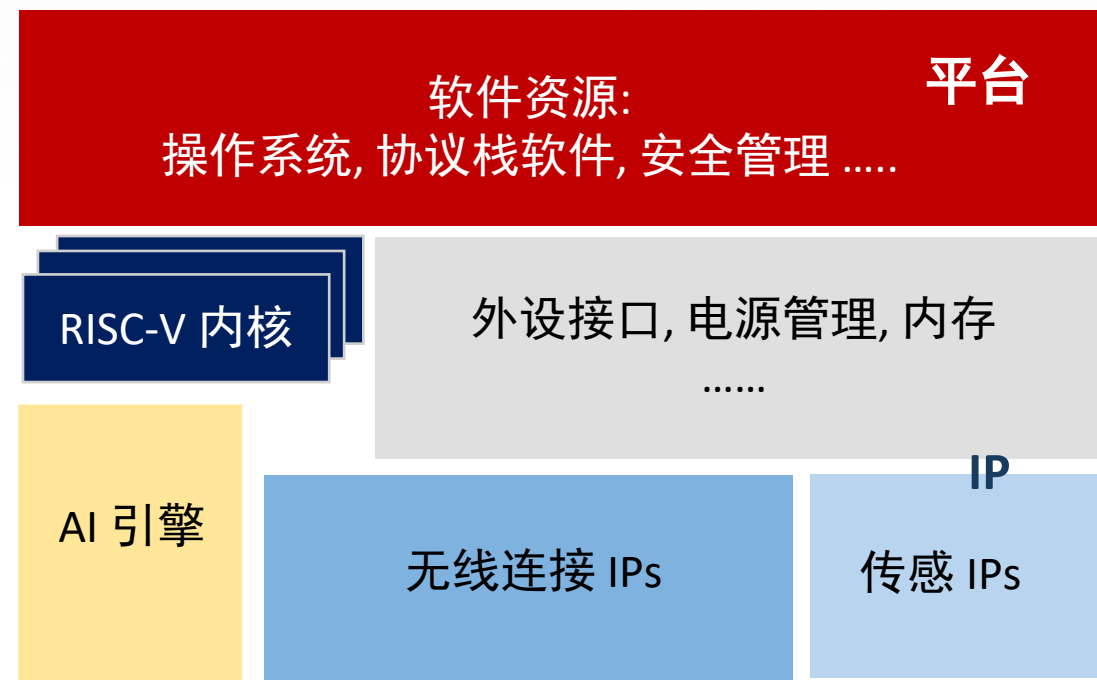 平台
软件资源:
操作系统, 协议栈软件, 安全管理 .....
RISC-V 内核
外设接口, 电源管理, 内存
......
IP
AI 引擎
无线连接 IPs
传感 IPs